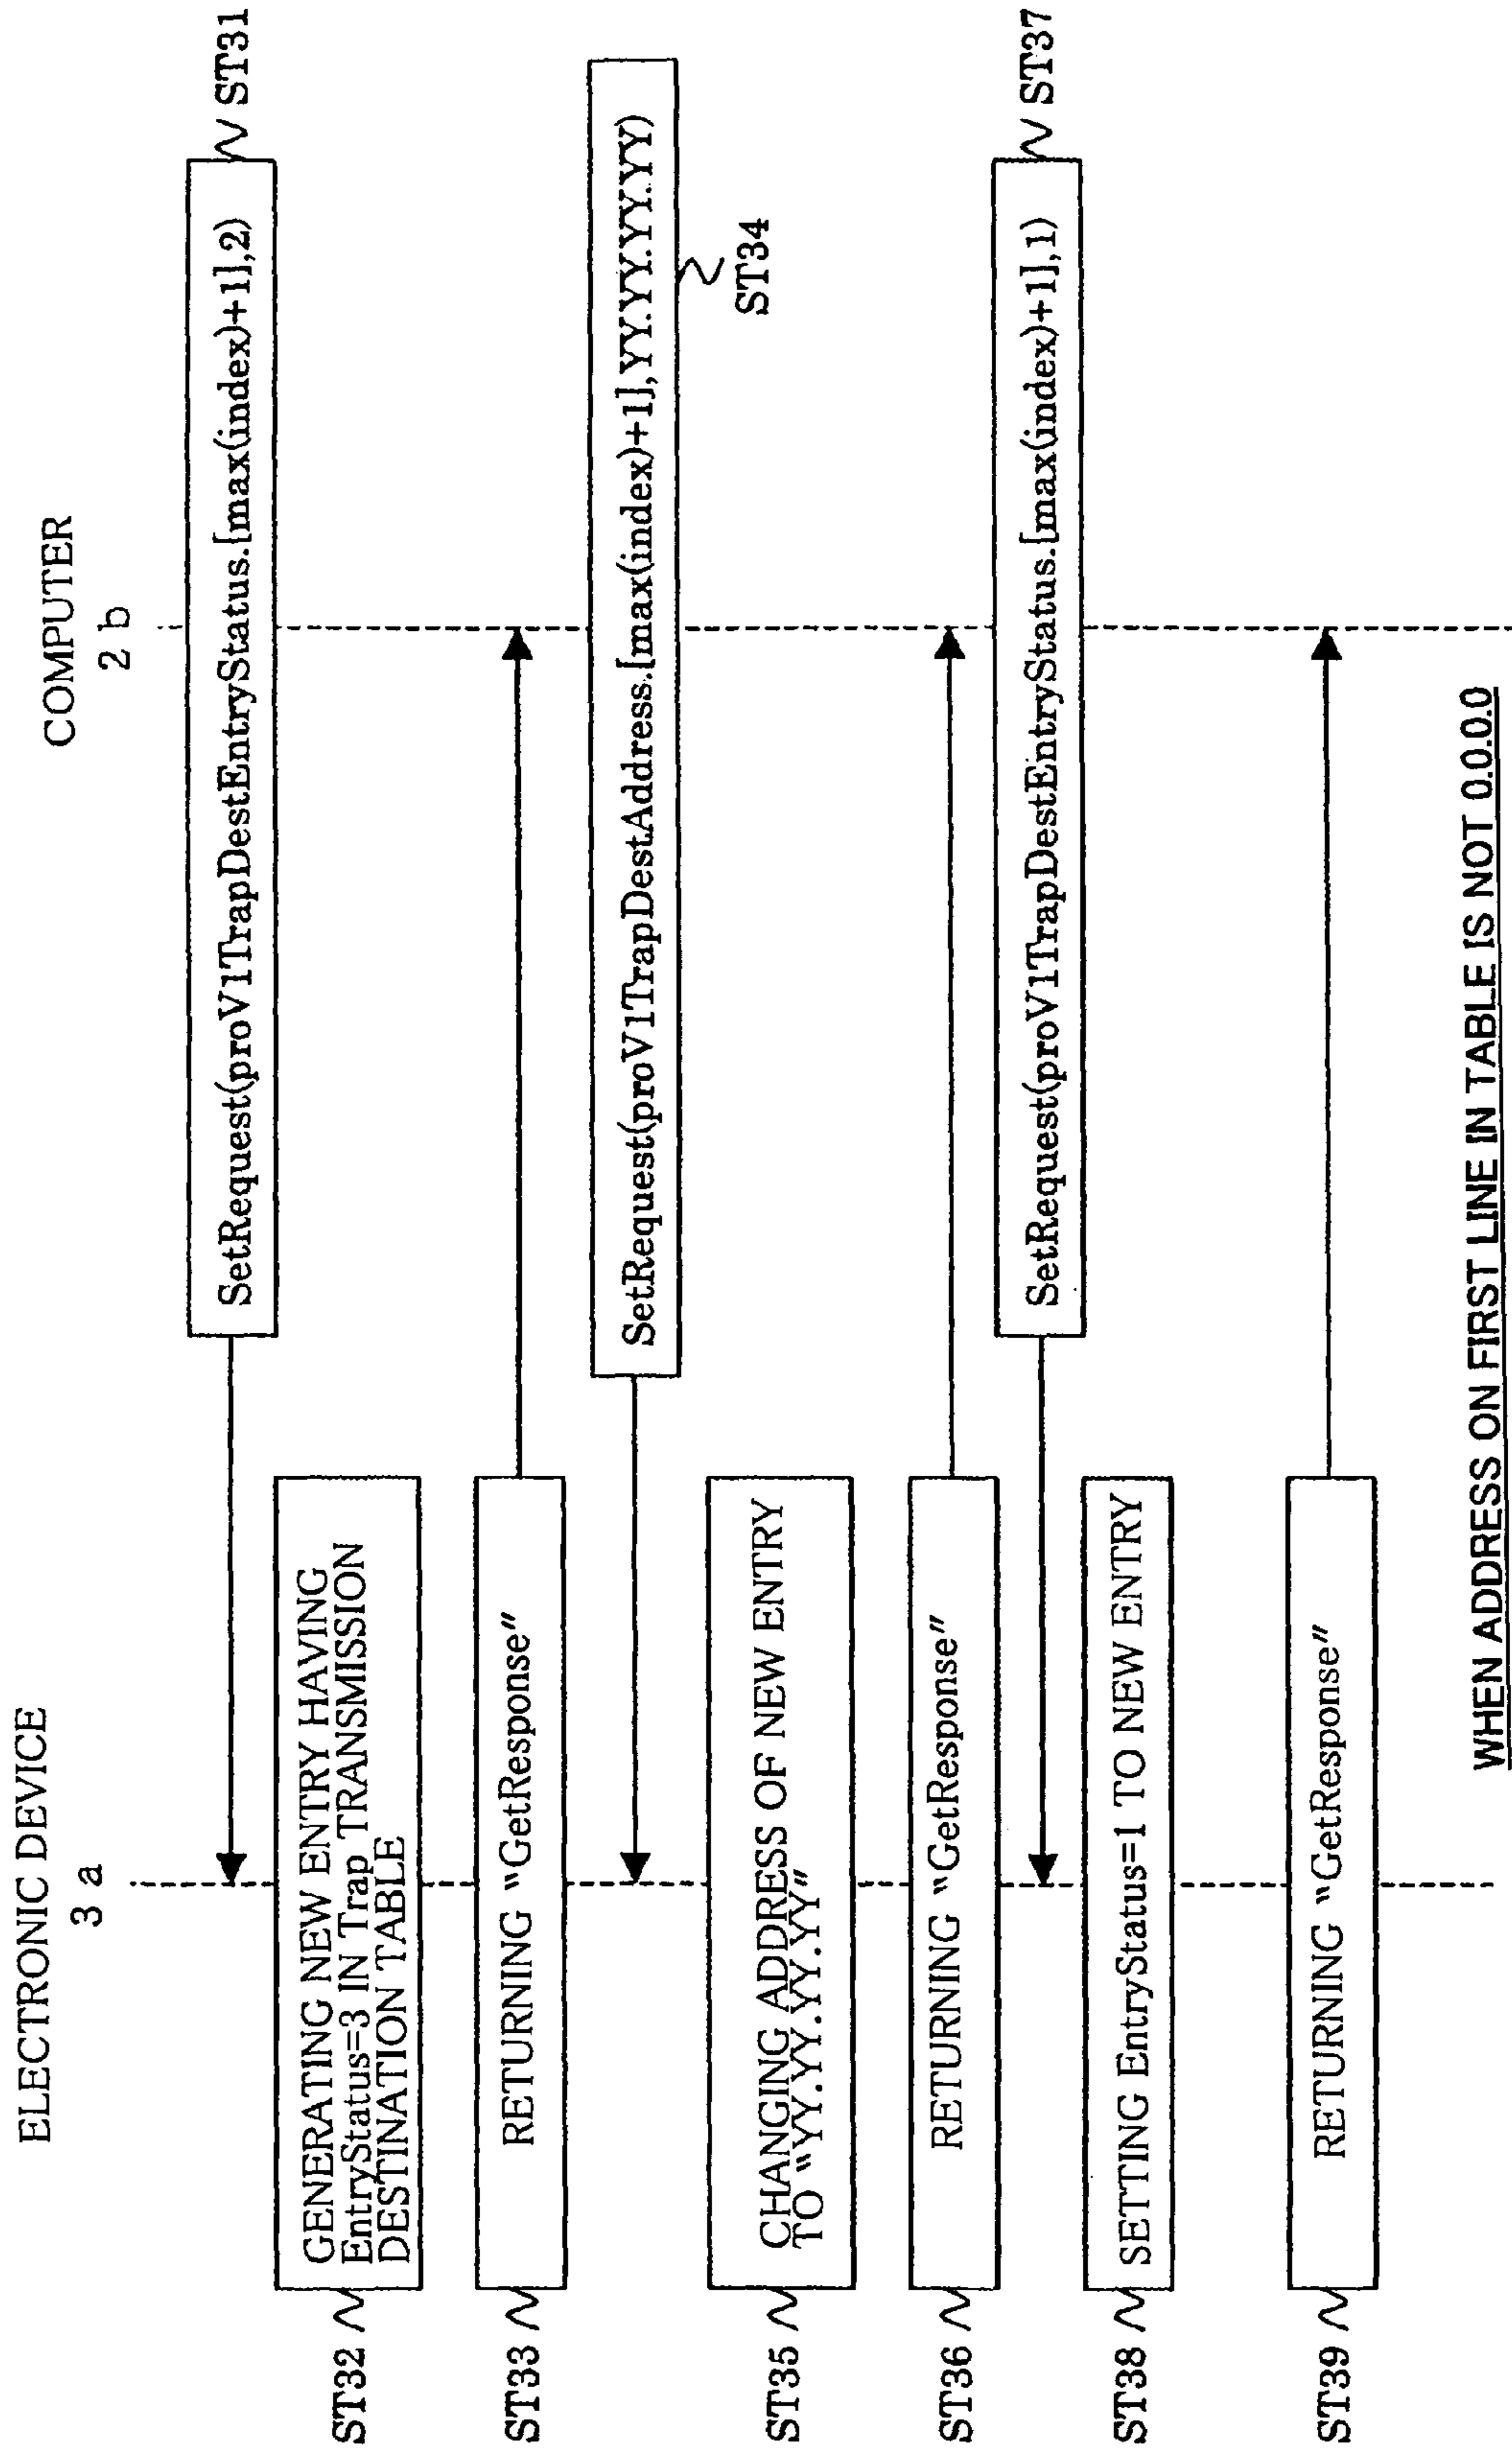 ELECTRONIC DEVICE
3 a
COMPUTER
2 b
SetRequest(proV1TrapDestEntryStatus.[max(index)+1],2)
ST31
ST32
GENERATING NEW ENTRY HAVING
EntryStatus=3 IN Trap TRANSMISSION
DESTINATION TABLE
ST33
RETURNING "GetResponse"
SetRequest(proV1TrapDestAddress.[max(index)+1],YY.YY.YY.YY)
ST34
ST35
CHANGING ADDRESS OF NEW ENTRY
TO "YY.YY.YY.YY"
ST36
RETURNING "GetResponse"
SetRequest(proV1TrapDestEntryStatus.[max(index)+1],1)
ST37
ST38
SETTING EntryStatus=1 TO NEW ENTRY
ST39
RETURNING "GetResponse"
WHEN ADDRESS ON FIRST LINE IN TABLE IS NOT 0.0.0.0